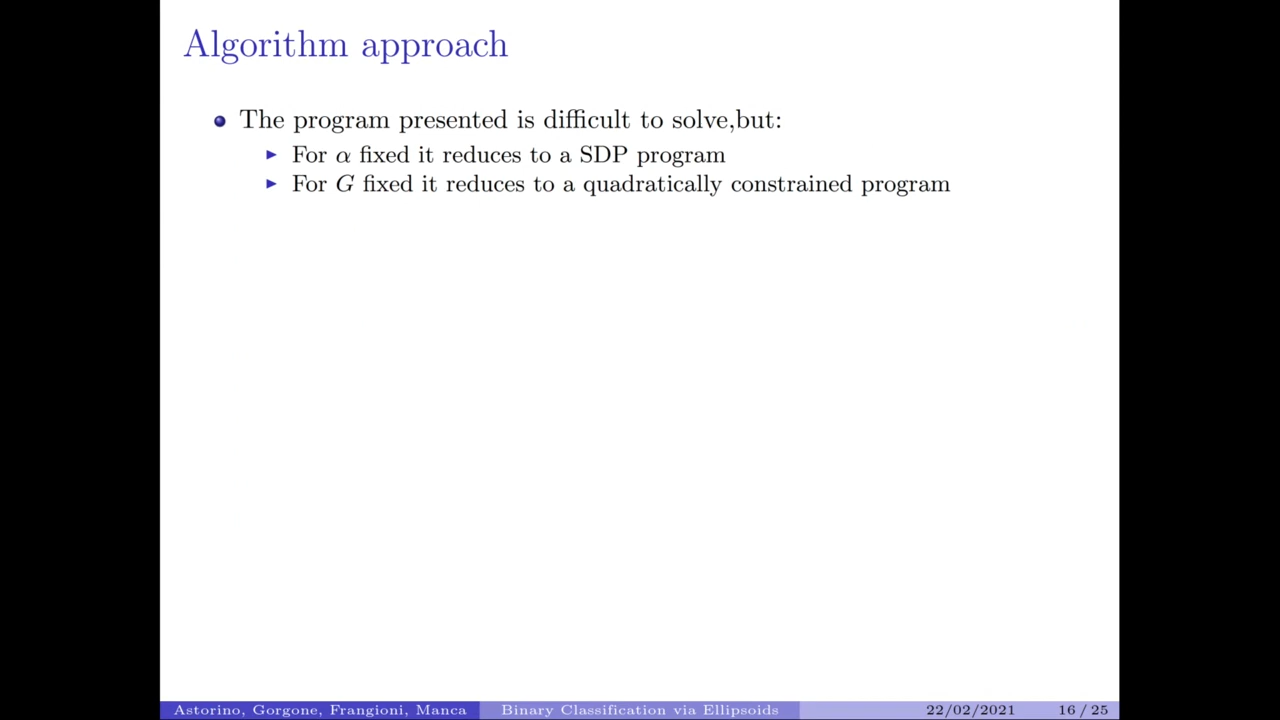 Algorithm approach
The program presented is difficult to solve,but:
For α fixed it reduces to a SDP program
For G fixed it reduces to a quadratically constrained program
Astorino, Gorgone, Frangioni, Manca Binary Classification via Ellipsoids 22/02/2021 16 / 25